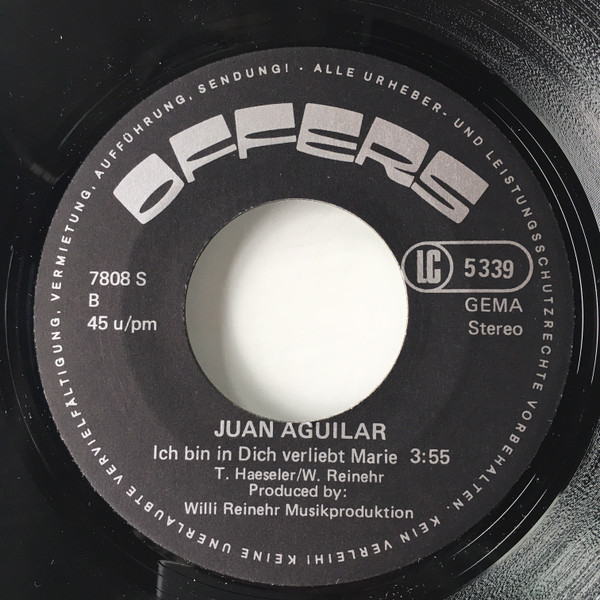 ALLE URHEBER- UND LEISTUNGSSCHUTZRECHTE VORBEHALTEN. KEIN VERLEIH! KEINE UNERLAUBTE VERVIELFÄLTIGUNG, VERMIETUNG, AUFFÜHRUNG, SENDUNG! ·
OFFERS
7808 S
B
45 u/pm
LC 5339
GEMA
Stereo
JUAN AGUILAR
Ich bin in Dich verliebt Marie 3:55
T. Haeseler/W. Reinehr
Produced by:
Willi Reinehr Musikproduktion